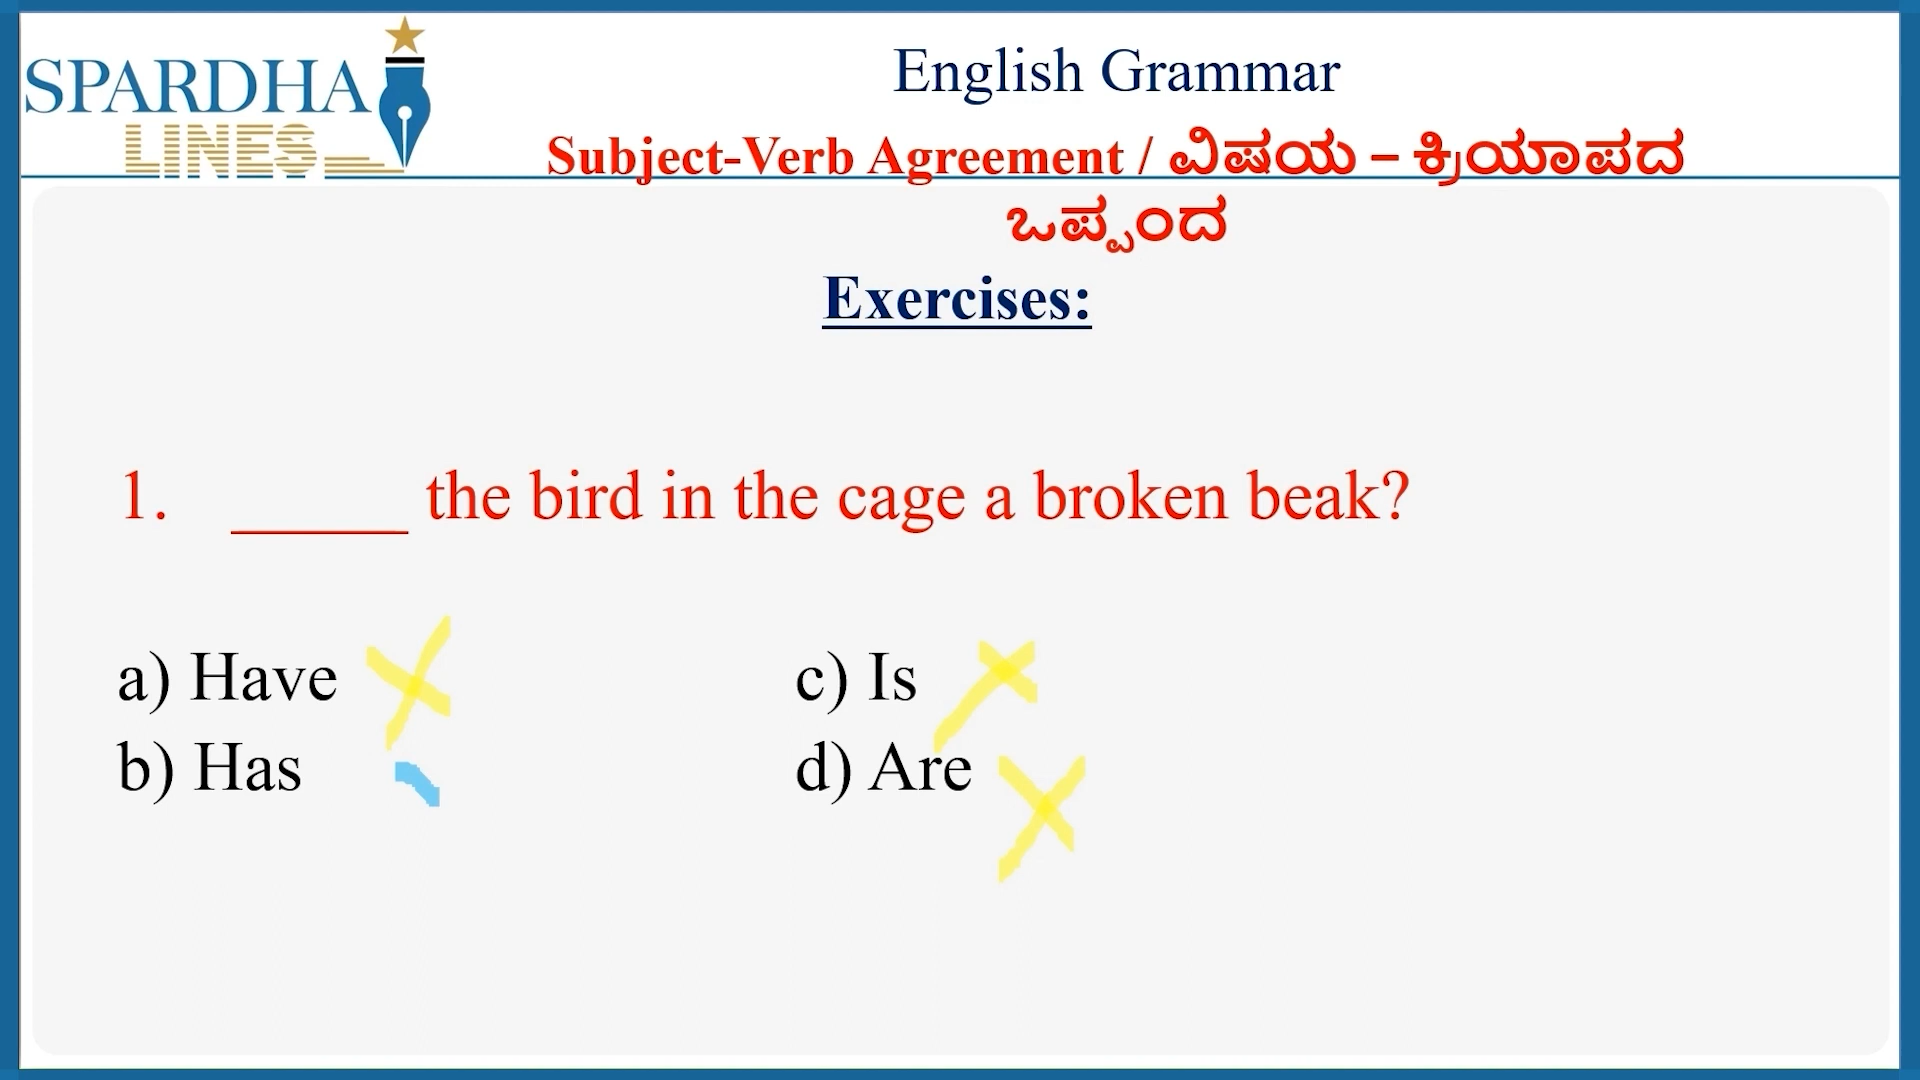 SPARDHA
LINES
English Grammar
Subject-Verb Agreement / ವಿಷಯ – ಕ್ರಿಯಾಪದ
ಒಪ್ಪಂದ
Exercises:
1. _____ the bird in the cage a broken beak?
a) Have
b) Has
c) Is
d) Are